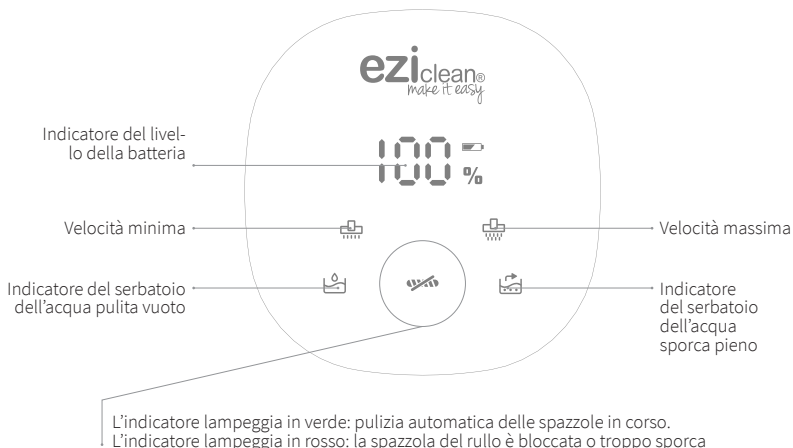 eziclean®
make it easy
Indicatore del livel-
lo della batteria
100 %
Velocità minima
Velocità massima
Indicatore del serbatoio
dell'acqua pulita vuoto
Indicatore
del serbatoio
dell'acqua
sporca pieno
L'indicatore lampeggia in verde: pulizia automatica delle spazzole in corso.
L'indicatore lampeggia in rosso: la spazzola del rullo è bloccata o troppo sporca